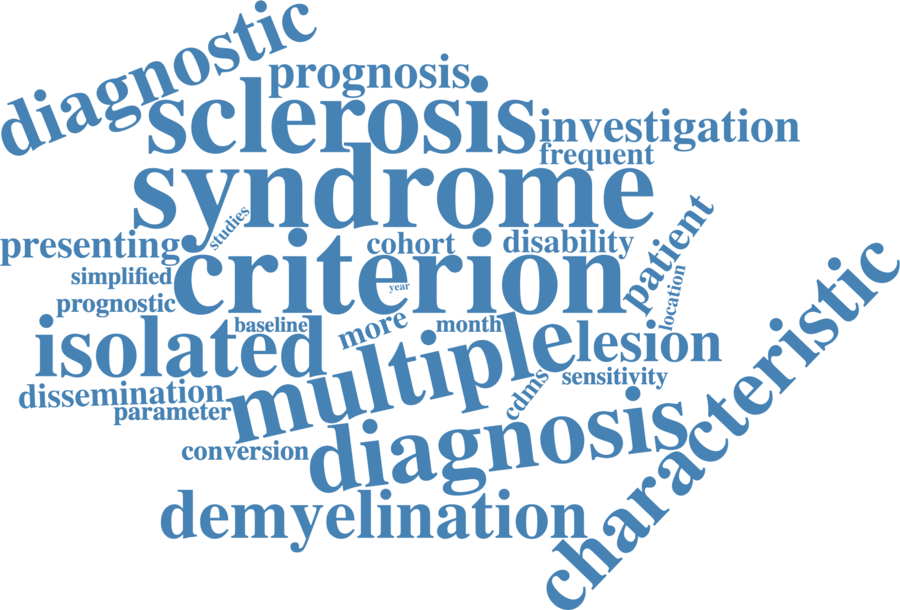 diagnostic
prognosis
sclerosis
investigation
frequent
syndrome
studies
patient
presenting
cohort
disability
criterion
simplified
year
location
characteristic
prognostic
baseline
more
month
isolated
multiple
lesion
sensitivity
dissemination
cdms
parameter
diagnosis
conversion
demyelination